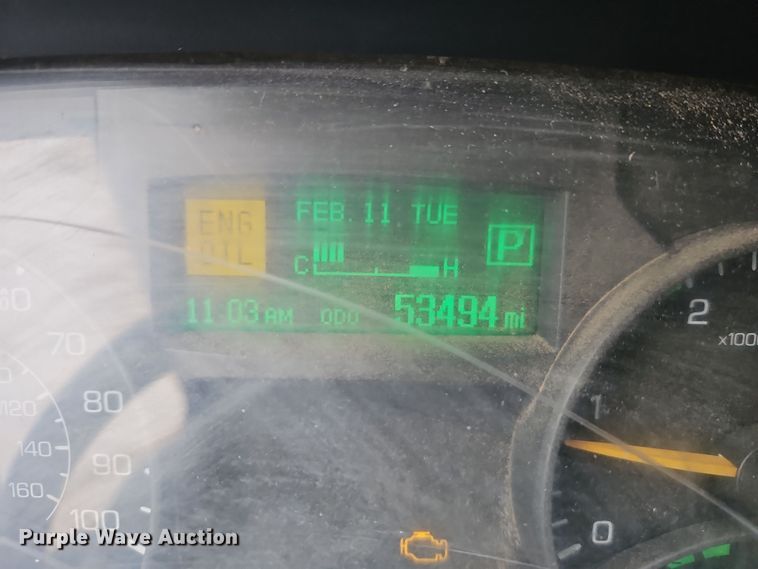 ENG
OIL
FEB. 11 TUE
P
C H
11:03 AM ODO 53494 mi
60
70
80
90
100
120
140
160
2
1
0
Purple Wave Auction